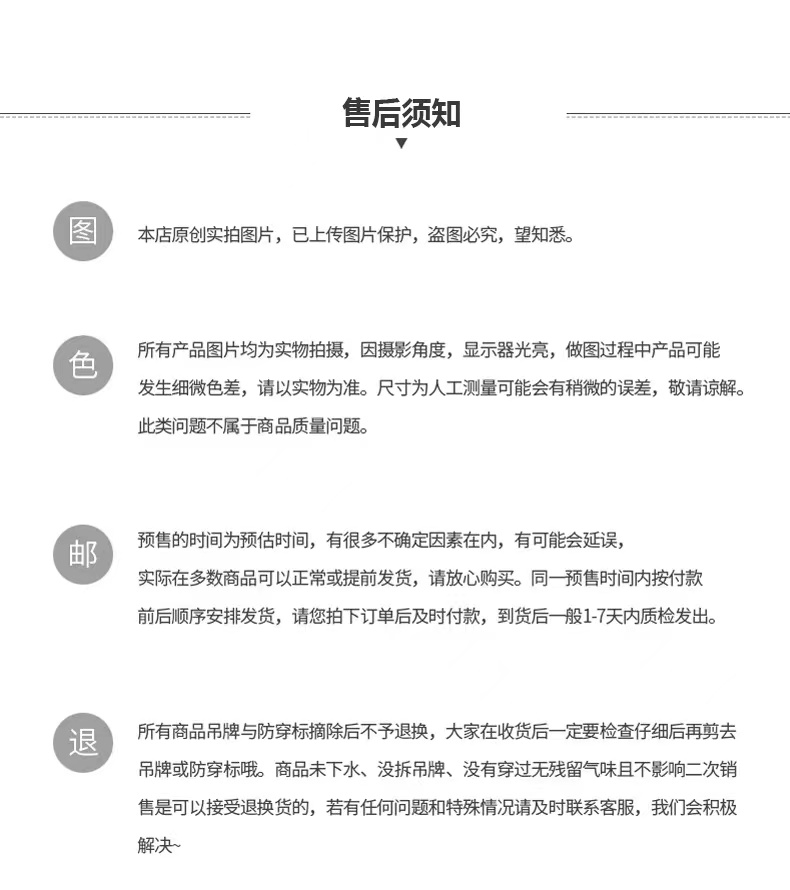 售后须知
图
本店原创实拍图片，已上传图片保护，盗图必究，望知悉。
色
所有产品图片均为实物拍摄，因摄影角度，显示器光亮，做图过程中产品可能
发生细微色差，请以实物为准。尺寸为人工测量可能会有稍微的误差，敬请谅解。
此类问题不属于商品质量问题。
邮
预售的时间为预估时间，有很多不确定因素在内，有可能会延误，
实际在多数商品可以正常或提前发货，请放心购买。同一预售时间内按付款
前后顺序安排发货，请您拍下订单后及时付款，到货后一般1-7天内质检发出。
退
所有商品吊牌与防穿标摘除后不予退换，大家在收货后一定要检查仔细后再剪去
吊牌或防穿标哦。商品未下水、没拆吊牌、没有穿过无残留气味且不影响二次销
售是可以接受退换货的，若有任何问题和特殊情况请及时联系客服，我们会积极
解决~